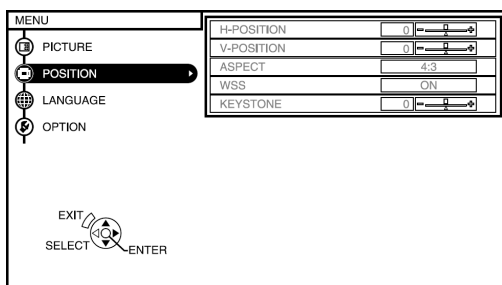 MENU
PICTURE
POSITION
LANGUAGE
OPTION
H-POSITION 0
V-POSITION 0
ASPECT 4:3
WSS ON
KEYSTONE 0
EXIT
SELECT
ENTER